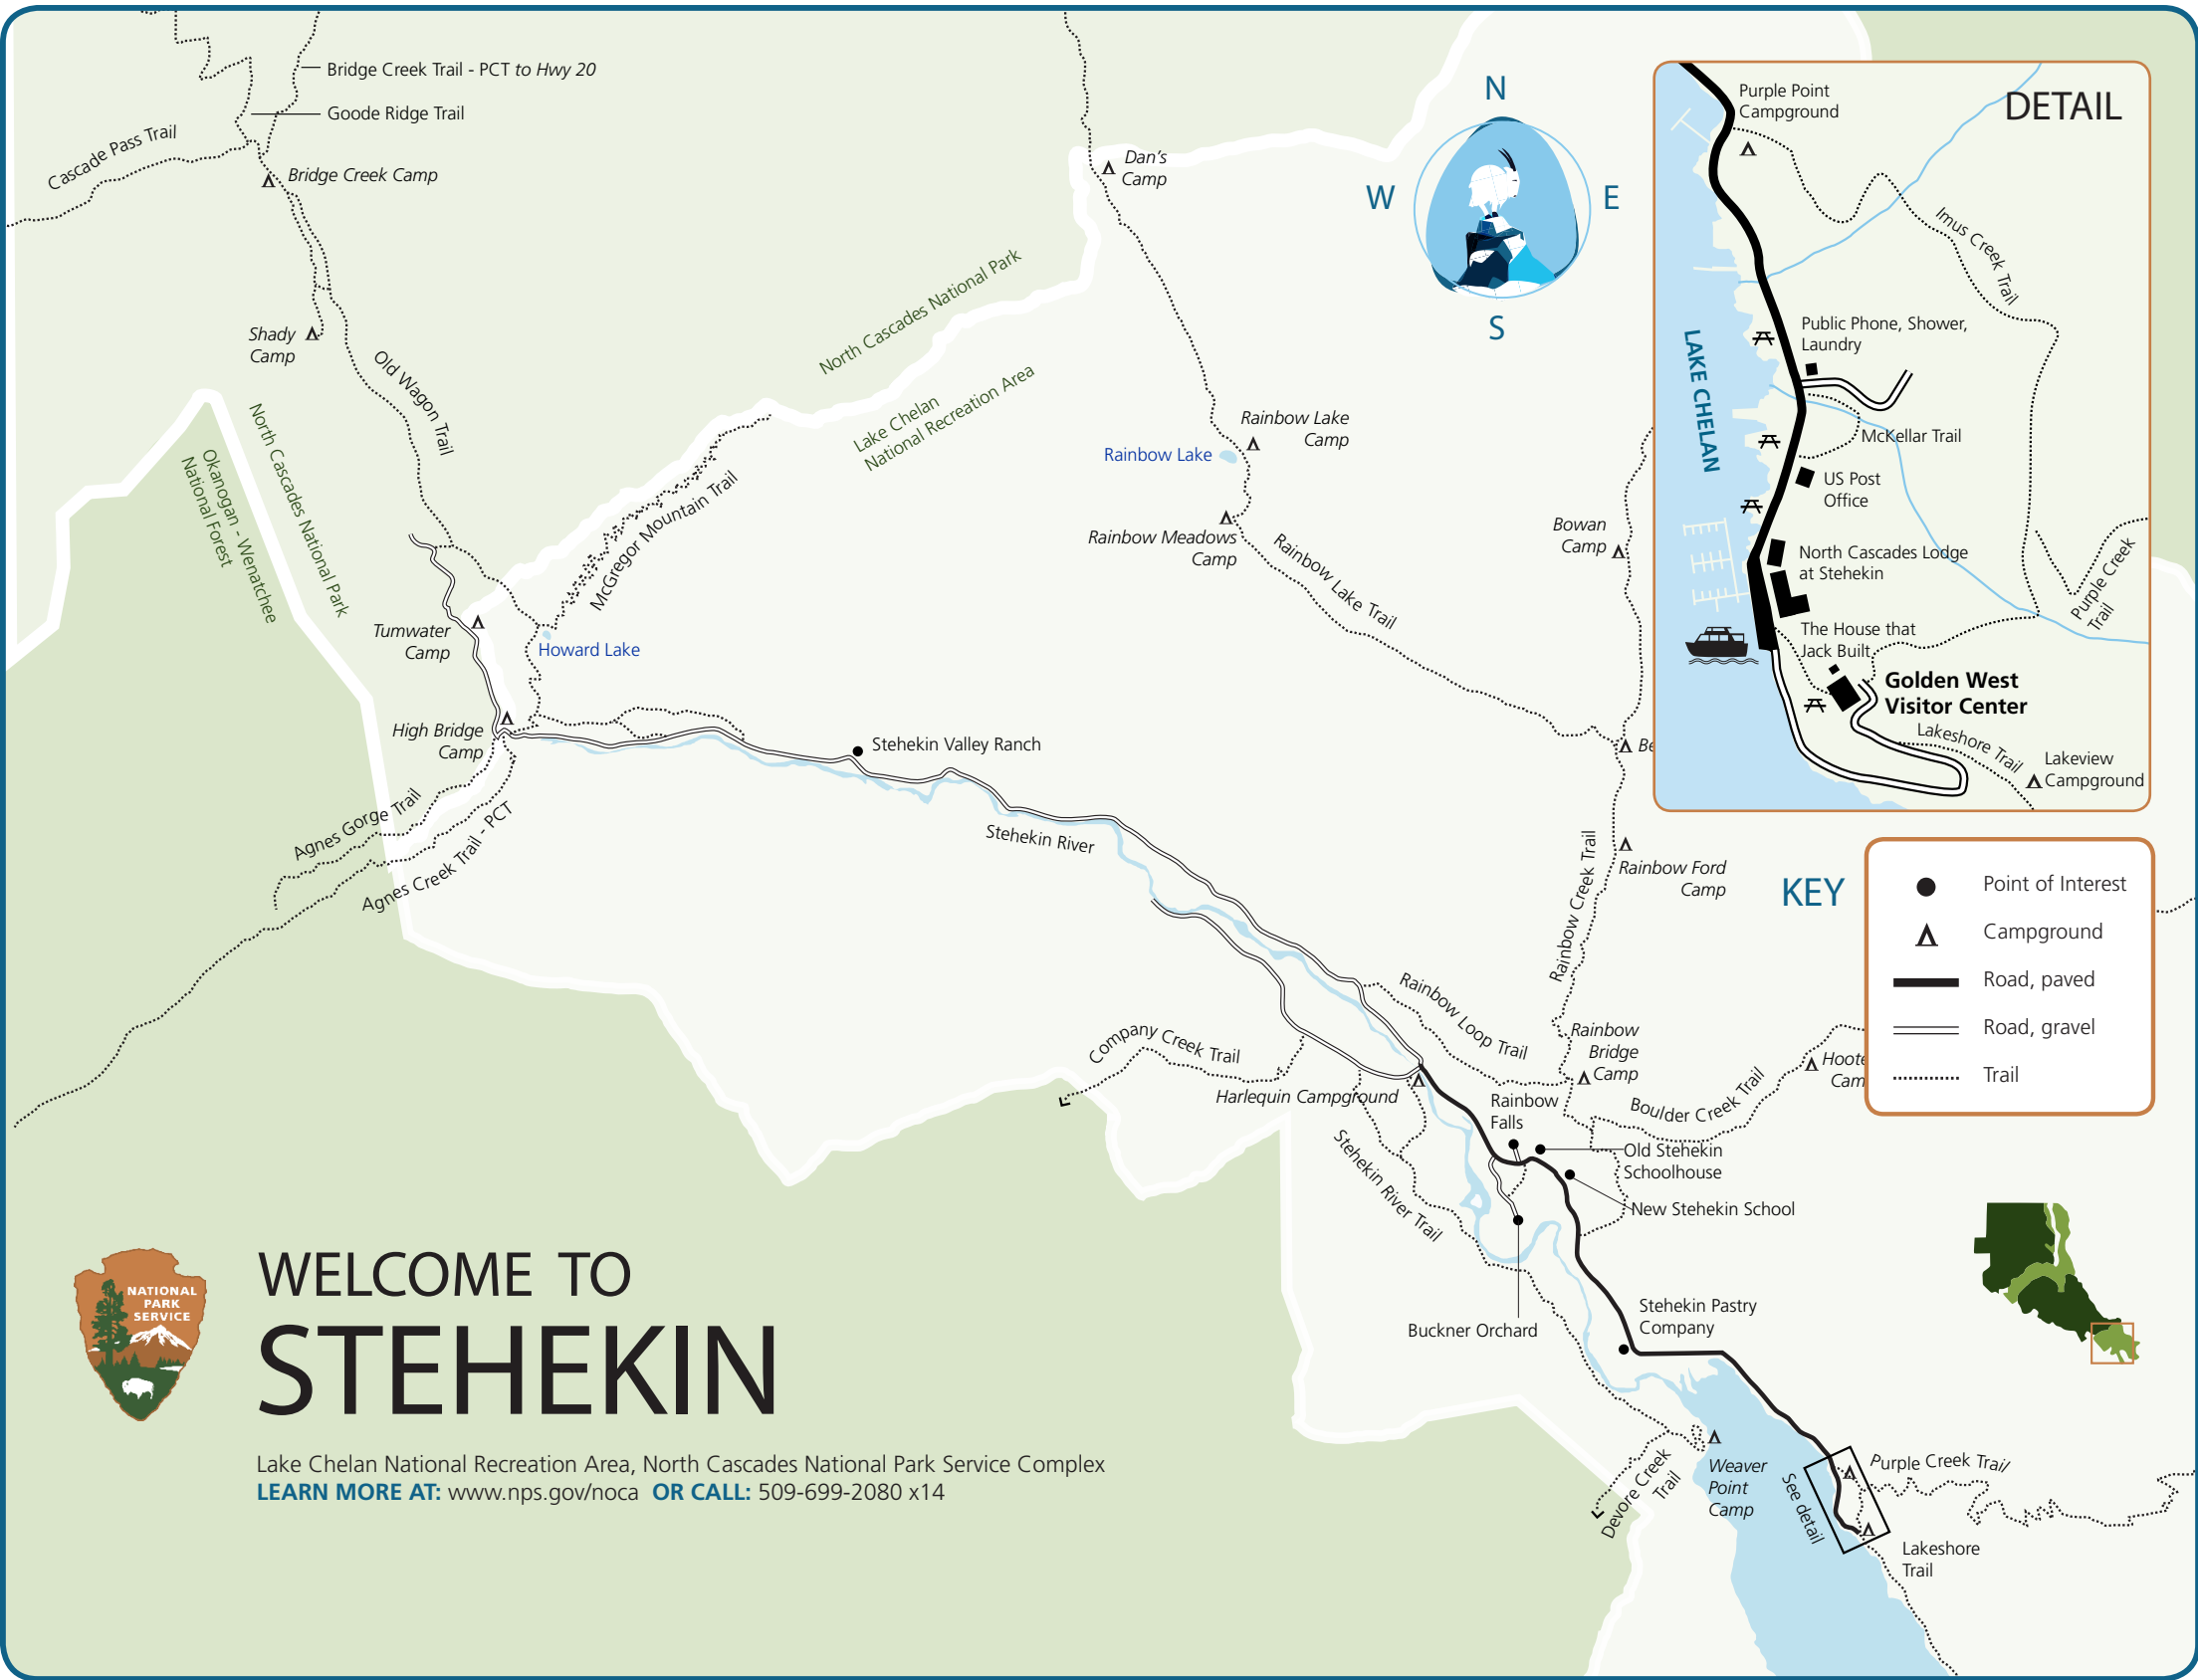 Bridge Creek Trail - PCT to Hwy 20
Goode Ridge Trail
Cascade Pass Trail
Bridge Creek Camp
Shady
Camp
Old Wagon Trail
North Cascades National Park
Okanogan - Wenatchee
National Forest
Dan's
Camp
North Cascades National Park
Lake Chelan
National Recreation Area
McGregor Mountain Trail
Tumwater
Camp
Howard Lake
High Bridge
Camp
Agnes Gorge Trail
Agnes Creek Trail - PCT
Stehekin Valley Ranch
Stehekin River
Rainbow Lake
Camp
Rainbow Lake
Rainbow Meadows
Camp
Rainbow Lake Trail
Bowan
Camp
Be
Rainbow Ford
Camp
Rainbow Creek Trail
Rainbow Loop Trail
Rainbow
Bridge
Camp
Company Creek Trail
Harlequin Campground
Stehekin River Trail
Rainbow
Falls
Boulder Creek Trail
Hoote
Cam
Old Stehekin
Schoolhouse
New Stehekin School
Buckner Orchard
Stehekin Pastry
Company
Devore Creek
Trail
Weaver
Point
Camp
See detail
Purple Creek Trail
Lakeshore
Trail
N
W
E
S
DETAIL
Purple Point
Campground
Imus Creek Trail
Public Phone, Shower,
Laundry
LAKE CHELAN
McKellar Trail
US Post
Office
North Cascades Lodge
at Stehekin
Purple Creek
Trail
The House that
Jack Built
Golden West
Visitor Center
Lakeshore Trail
Lakeview
Campground
KEY
Point of Interest
Campground
Road, paved
Road, gravel
Trail
NATIONAL
PARK
SERVICE
WELCOME TO
STEHEKIN
Lake Chelan National Recreation Area, North Cascades National Park Service Complex
LEARN MORE AT: www.nps.gov/noca OR CALL: 509-699-2080 x14